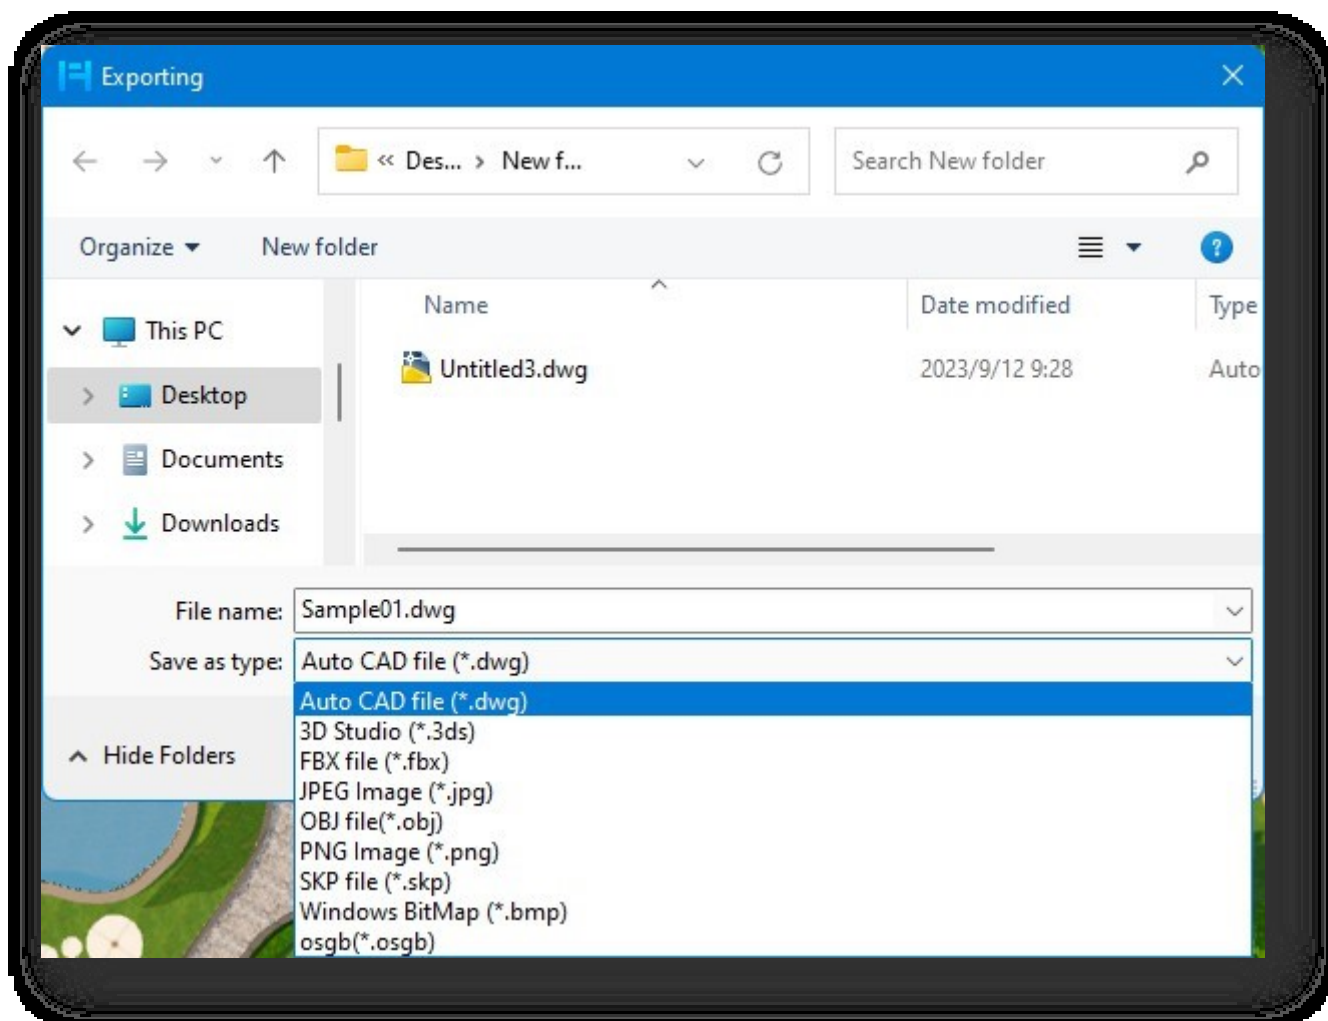 Exporting
« Des... › New f...
Search New folder
Organize
New folder
Name
Date modified
Type
This PC
Untitled3.dwg
2023/9/12 9:28
Auto
Desktop
Documents
Downloads
File name:
Sample01.dwg
Save as type:
Auto CAD file (*.dwg)
Auto CAD file (*.dwg)
3D Studio (*.3ds)
Hide Folders
FBX file (*.fbx)
JPEG Image (*.jpg)
OBJ file(*.obj)
PNG Image (*.png)
SKP file (*.skp)
Windows BitMap (*.bmp)
osgb(*.osgb)